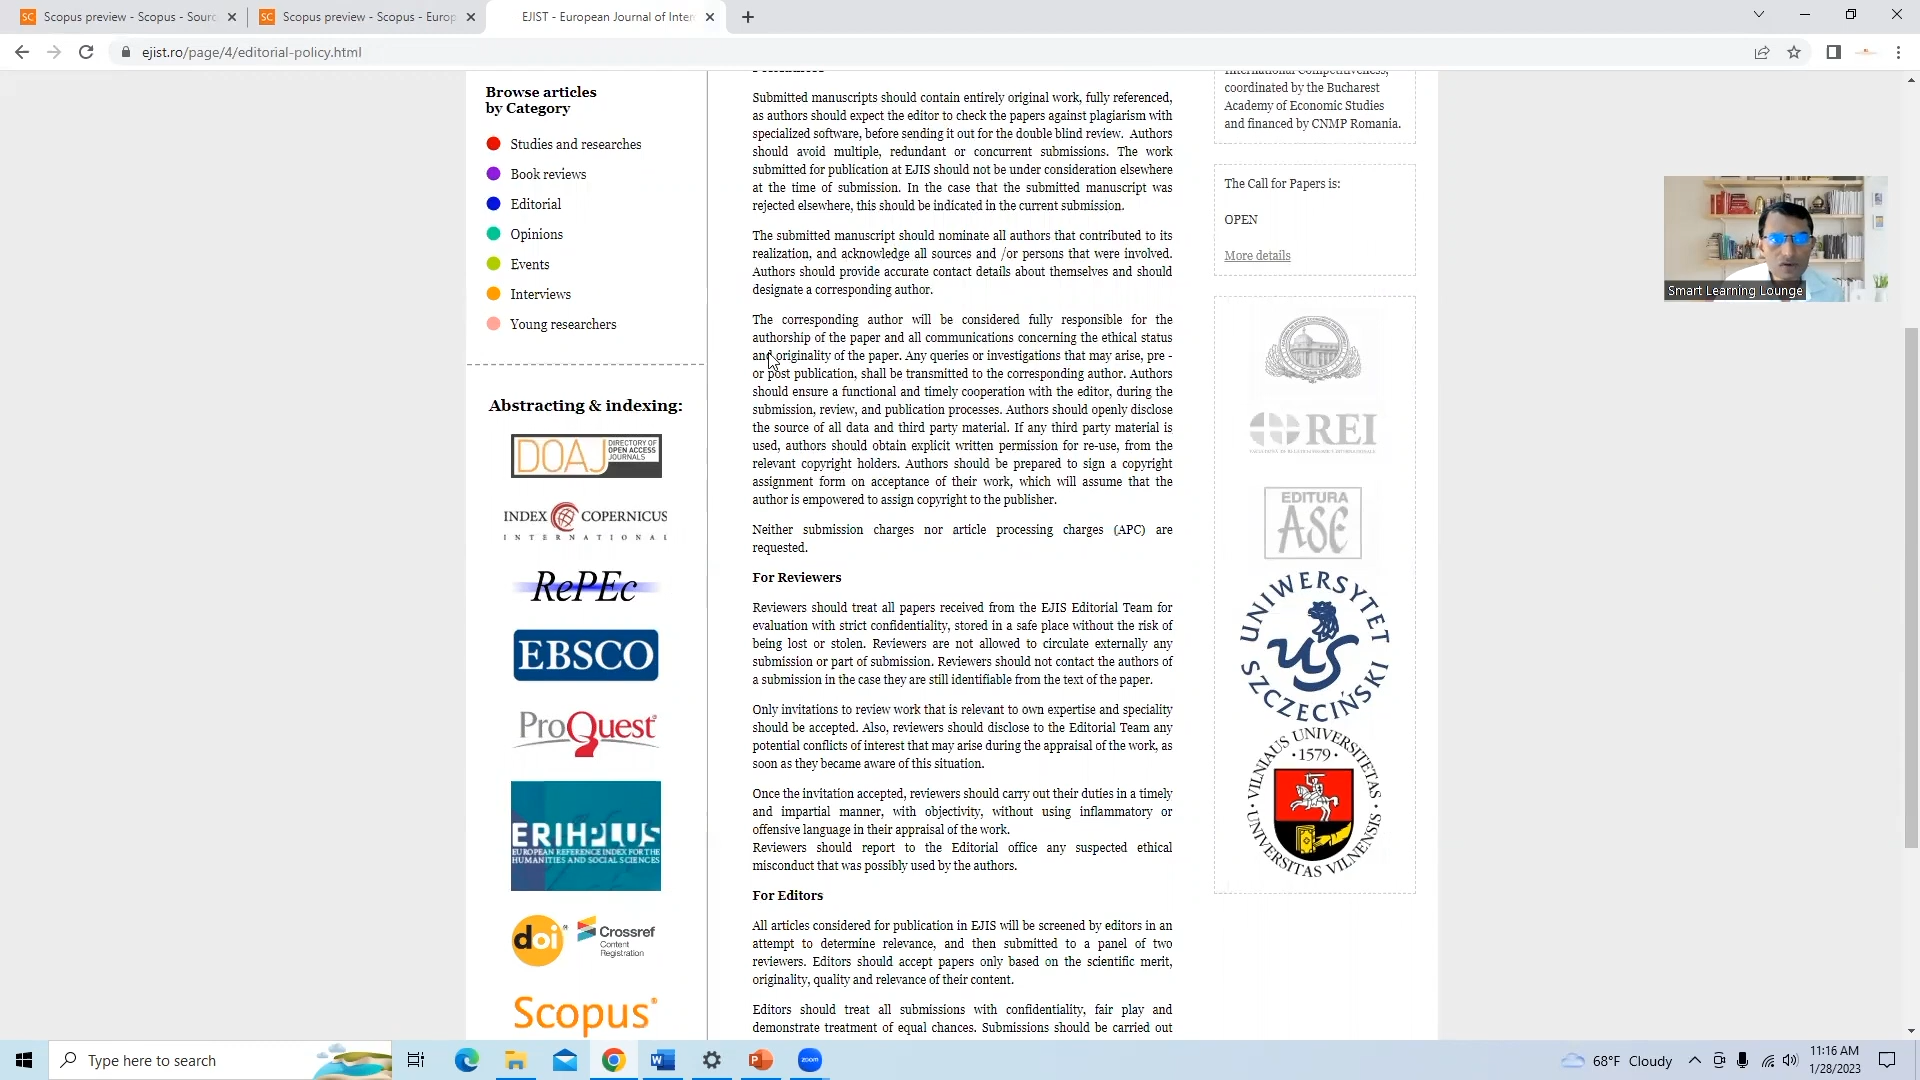 Scopus preview - Scopus - Sourc
Scopus preview - Scopus - Europ
EJIST - European Journal of Inter
ejist.ro/page/4/editorial-policy.html
Browse articles
by Category
Studies and researches
Book reviews
Editorial
Opinions
Events
Interviews
Young researchers
Abstracting & indexing:
DOAJ DIRECTORY OF
OPEN ACCESS
JOURNALS
INDEX COPERNICUS
INTERNATIONAL
RePEc
EBSCO
ProQuest
ERIHPLUS
EUROPEAN REFERENCE INDEX FOR THE
HUMANITIES AND SOCIAL SCIENCES
doi
Crossref
Content
Registration
Scopus
Submitted manuscripts should contain entirely original work, fully referenced,
as authors should expect the editor to check the papers against plagiarism with
specialized software, before sending it out for the double blind review. Authors
should avoid multiple, redundant or concurrent submissions. The work
submitted for publication at EJIS should not be under consideration elsewhere
at the time of submission. In the case that the submitted manuscript was
rejected elsewhere, this should be indicated in the current submission.
The submitted manuscript should nominate all authors that contributed to its
realization, and acknowledge all sources and /or persons that were involved.
Authors should provide accurate contact details about themselves and should
designate a corresponding author.
The corresponding author will be considered fully responsible for the
authorship of the paper and all communications concerning the ethical status
and originality of the paper. Any queries or investigations that may arise, pre -
or post publication, shall be transmitted to the corresponding author. Authors
should ensure a functional and timely cooperation with the editor, during the
submission, review, and publication processes. Authors should openly disclose
the source of all data and third party material. If any third party material is
used, authors should obtain explicit written permission for re-use, from the
relevant copyright holders. Authors should be prepared to sign a copyright
assignment form on acceptance of their work, which will assume that the
author is empowered to assign copyright to the publisher.
Neither submission charges nor article processing charges (APC) are
requested.
For Reviewers
Reviewers should treat all papers received from the EJIS Editorial Team for
evaluation with strict confidentiality, stored in a safe place without the risk of
being lost or stolen. Reviewers are not allowed to circulate externally any
submission or part of submission. Reviewers should not contact the authors of
a submission in the case they are still identifiable from the text of the paper.
Only invitations to review work that is relevant to own expertise and speciality
should be accepted. Also, reviewers should disclose to the Editorial Team any
potential conflicts of interest that may arise during the appraisal of the work, as
soon as they became aware of this situation.
Once the invitation accepted, reviewers should carry out their duties in a timely
and impartial manner, with objectivity, without using inflammatory or
offensive language in their appraisal of the work.
Reviewers should report to the Editorial office any suspected ethical
misconduct that was possibly used by the authors.
For Editors
All articles considered for publication in EJIS will be screened by editors in an
attempt to determine relevance, and then submitted to a panel of two
reviewers. Editors should accept papers only based on the scientific merit,
originality, quality and relevance of their content.
Editors should treat all submissions with confidentiality, fair play and
demonstrate treatment of equal chances. Submissions should be carried out
International Competitiveness,
coordinated by the Bucharest
Academy of Economic Studies
and financed by CNMP Romania.
The Call for Papers is:
OPEN
More details
REI
EDITURA
ASE
UNIWERSYTET
US
SZCZECIŃSKI
VILNIAUS UNIVERSITETAS
· 1579 ·
UNIVERSITAS VILNENSIS
Smart Learning Lounge
Type here to search
zoom
68°F Cloudy
11:16 AM
1/28/2023